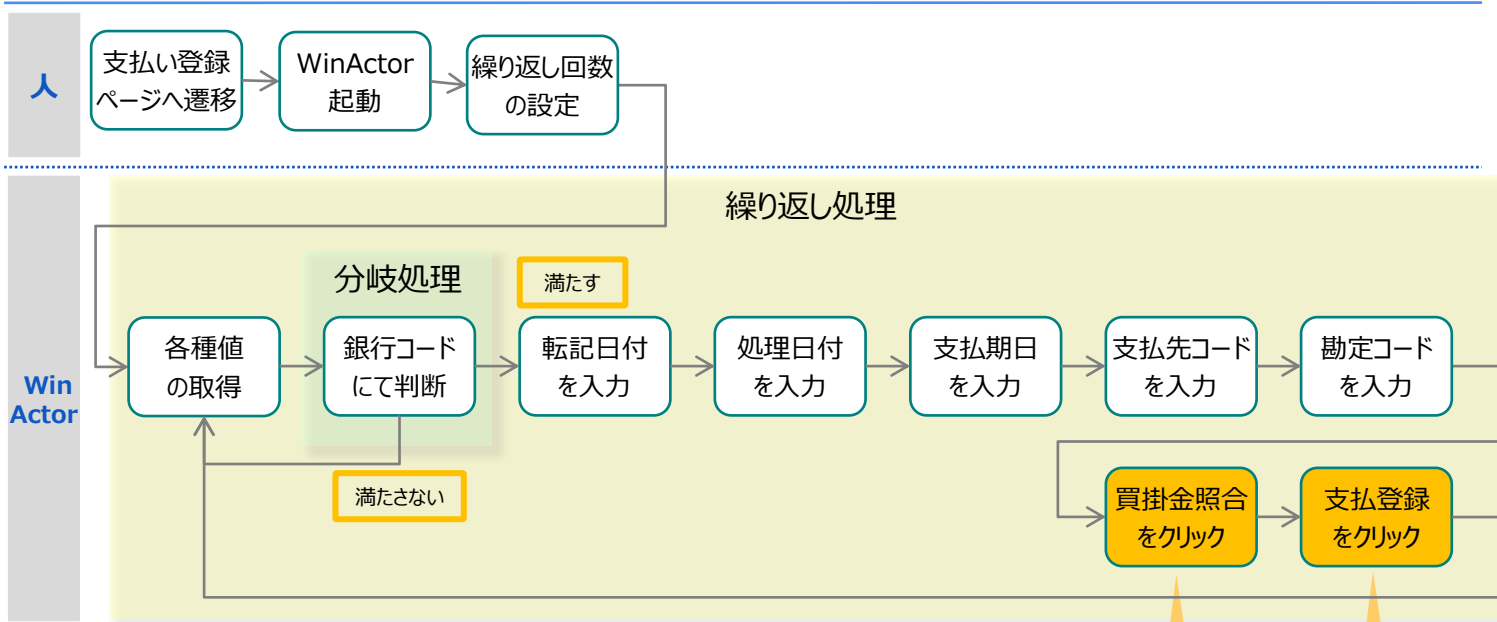 人
支払い登録
ページへ遷移
WinActor
起動
繰り返し回数
の設定
Win
Actor
繰り返し処理
分岐処理
満たす
各種値
の取得
銀行コード
にて判断
転記日付
を入力
処理日付
を入力
支払期日
を入力
支払先コード
を入力
勘定コード
を入力
満たさない
買掛金照合
をクリック
支払登録
をクリック